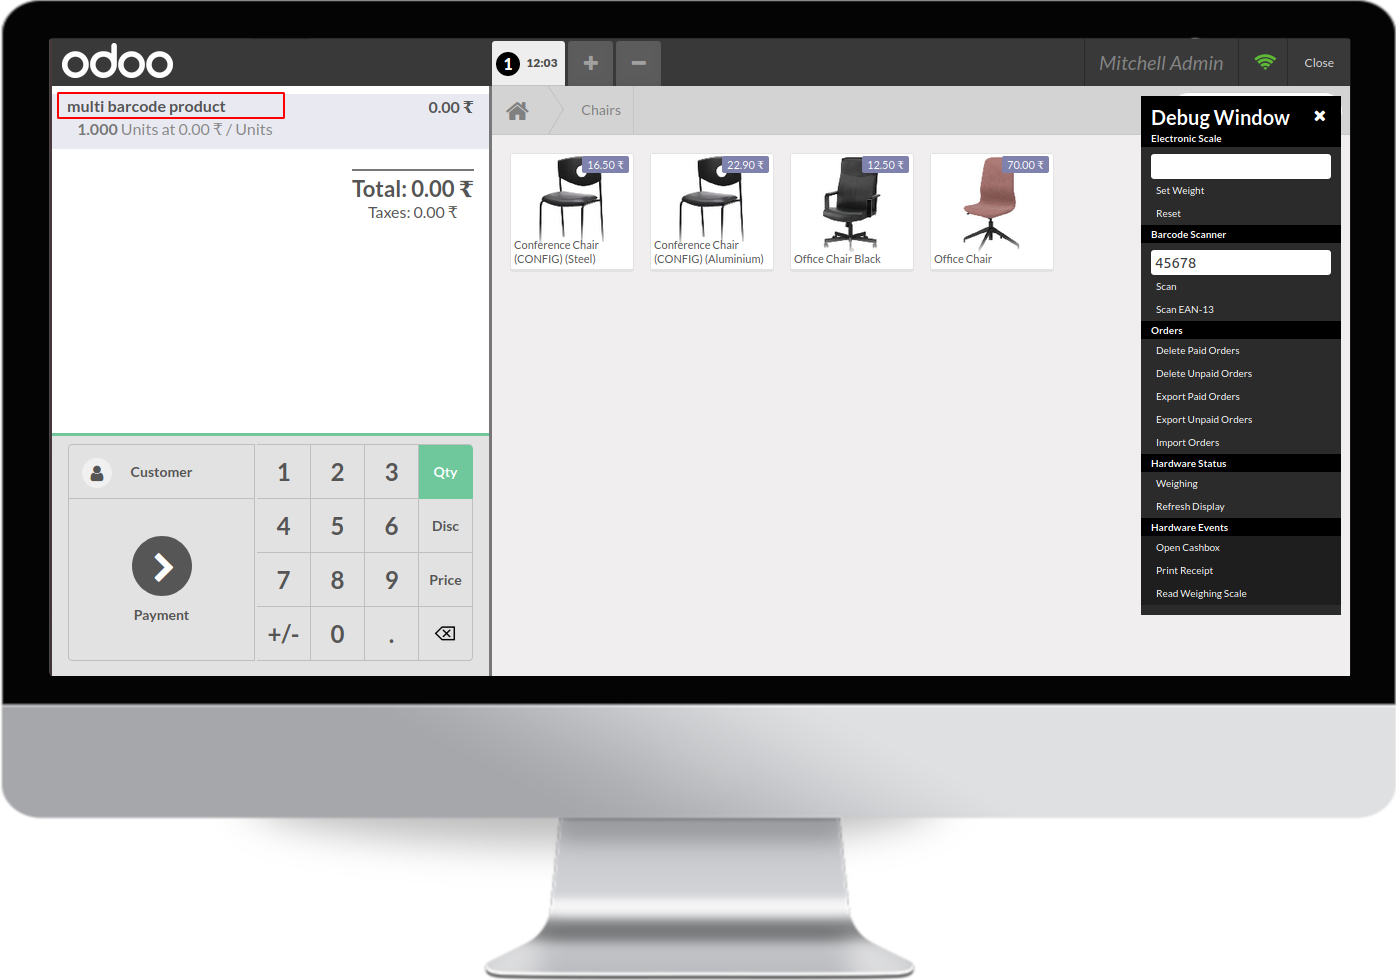 odoo
1 12:03 + −
Mitchell Admin
Close
multi barcode product 0.00 ₹
1.000 Units at 0.00 ₹ / Units
Total: 0.00 ₹
Taxes: 0.00 ₹
Customer
Payment
1 2 3 Qty
4 5 6 Disc
7 8 9 Price
+/- 0 .
Chairs
16.50 ₹
Conference Chair
(CONFIG) (Steel)
22.90 ₹
Conference Chair
(CONFIG) (Aluminium)
12.50 ₹
Office Chair Black
70.00 ₹
Office Chair
Debug Window
Electronic Scale
Set Weight
Reset
Barcode Scanner
45678
Scan
Scan EAN-13
Orders
Delete Paid Orders
Delete Unpaid Orders
Export Paid Orders
Export Unpaid Orders
Import Orders
Hardware Status
Weighing
Refresh Display
Hardware Events
Open Cashbox
Print Receipt
Read Weighing Scale